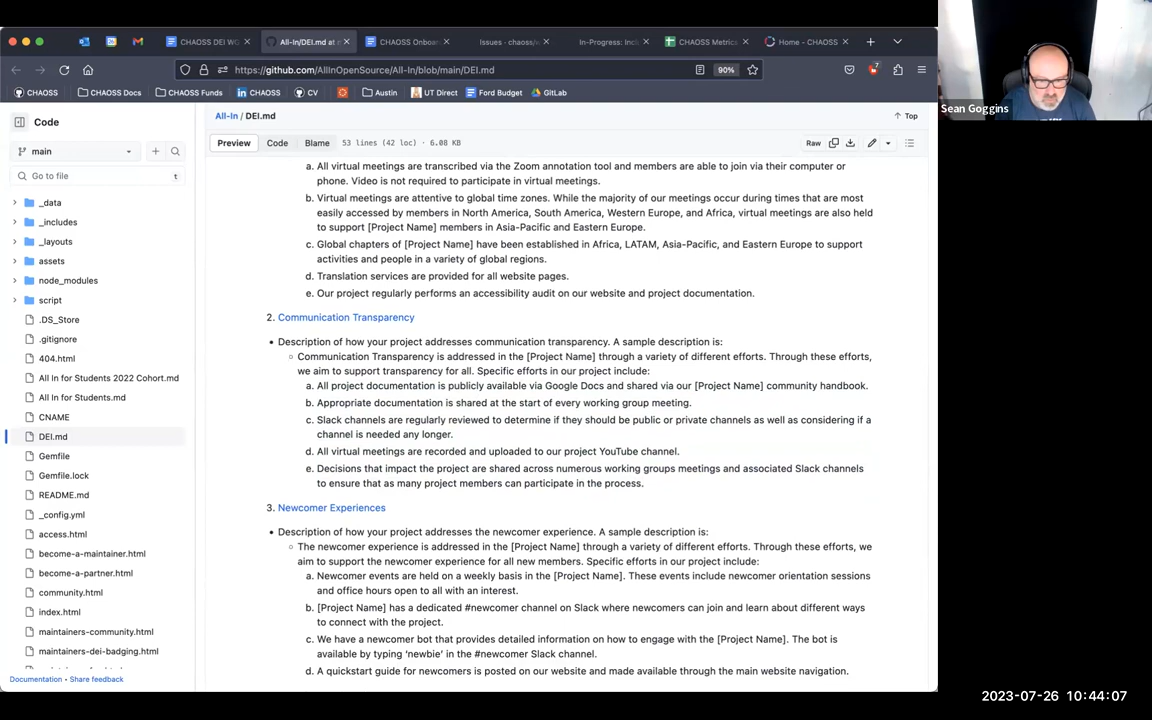 CHAOSS DEI WG
All-In/DEI.md at
CHAOSS Onboa
Issues · chaoss/w
In-Progress: Incl
CHAOSS Metrics
Home - CHAOSS
https://github.com/AllInOpenSource/All-In/blob/main/DEI.md
90%
7
CHAOSS
CHAOSS Docs
CHAOSS Funds
CHAOSS
CV
Austin
UT Direct
Ford Budget
GitLab
Sean Goggins
Code
All-In / DEI.md
Top
main
Preview
Code
Blame
53 lines (42 loc) · 6.08 KB
Raw
Go to file
t
_data
_includes
_layouts
assets
node_modules
script
.DS_Store
.gitignore
404.html
All In for Students 2022 Cohort.md
All In for Students.md
CNAME
DEI.md
Gemfile
Gemfile.lock
README.md
_config.yml
access.html
become-a-maintainer.html
become-a-partner.html
community.html
index.html
maintainers-community.html
maintainers-dei-badging.html
Documentation • Share feedback
a. All virtual meetings are transcribed via the Zoom annotation tool and members are able to join via their computer or
phone. Video is not required to participate in virtual meetings.
b. Virtual meetings are attentive to global time zones. While the majority of our meetings occur during times that are most
easily accessed by members in North America, South America, Western Europe, and Africa, virtual meetings are also held
to support [Project Name] members in Asia-Pacific and Eastern Europe.
c. Global chapters of [Project Name] have been established in Africa, LATAM, Asia-Pacific, and Eastern Europe to support
activities and people in a variety of global regions.
d. Translation services are provided for all website pages.
e. Our project regularly performs an accessibility audit on our website and project documentation.
2. Communication Transparency
• Description of how your project addresses communication transparency. A sample description is:
○ Communication Transparency is addressed in the [Project Name] through a variety of different efforts. Through these efforts,
we aim to support transparency for all. Specific efforts in our project include:
a. All project documentation is publicly available via Google Docs and shared via our [Project Name] community handbook.
b. Appropriate documentation is shared at the start of every working group meeting.
c. Slack channels are regularly reviewed to determine if they should be public or private channels as well as considering if a
channel is needed any longer.
d. All virtual meetings are recorded and uploaded to our project YouTube channel.
e. Decisions that impact the project are shared across numerous working groups meetings and associated Slack channels
to ensure that as many project members can participate in the process.
3. Newcomer Experiences
• Description of how your project addresses the newcomer experience. A sample description is:
○ The newcomer experience is addressed in the [Project Name] through a variety of different efforts. Through these efforts, we
aim to support the newcomer experience for all new members. Specific efforts in our project include:
a. Newcomer events are held on a weekly basis in the [Project Name]. These events include newcomer orientation sessions
and office hours open to all with an interest.
b. [Project Name] has a dedicated #newcomer channel on Slack where newcomers can join and learn about different ways
to connect with the project.
c. We have a newcomer bot that provides detailed information on how to engage with the [Project Name]. The bot is
available by typing 'newbie' in the #newcomer Slack channel.
d. A quickstart guide for newcomers is posted on our website and made available through the main website navigation.
2023-07-26 10:44:07